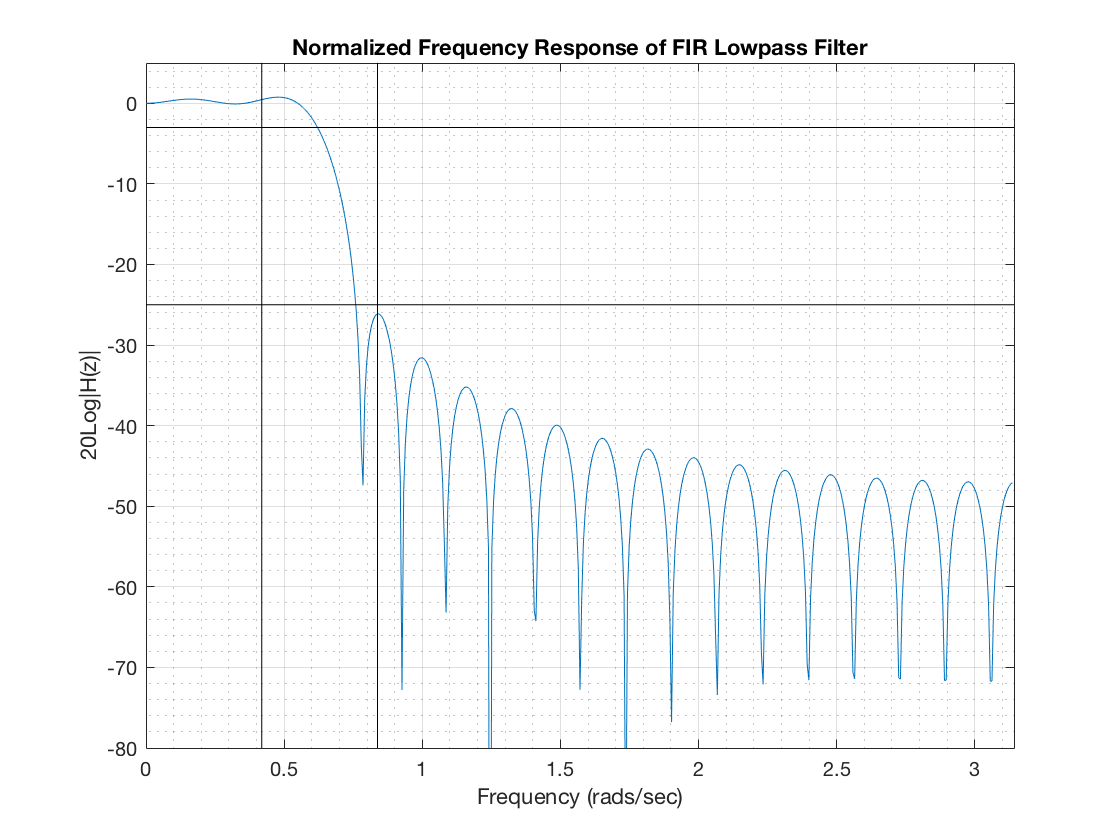 Normalized Frequency Response of FIR Lowpass Filter
20Log|H(z)|
0
-10
-20
-30
-40
-50
-60
-70
-80
0 0.5 1 1.5 2 2.5 3
Frequency (rads/sec)